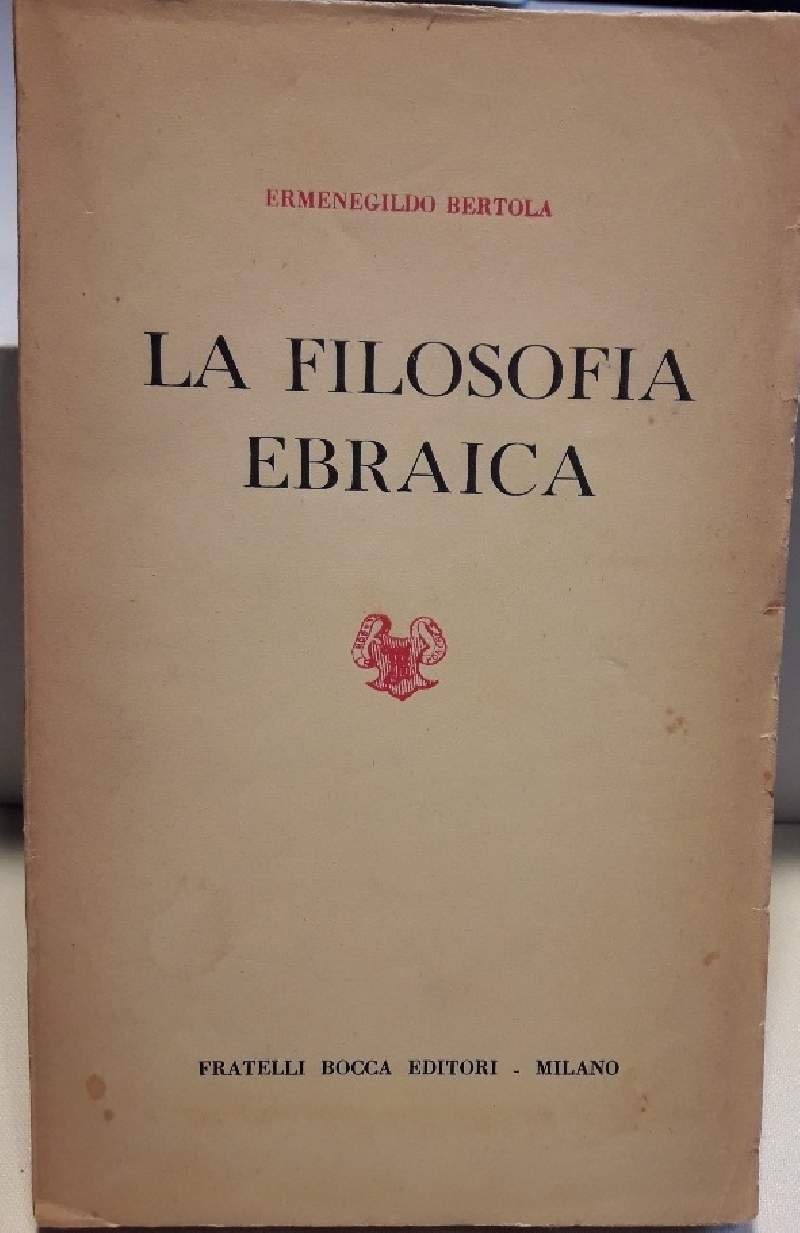 ERMENEGILDO BERTOLA
LA FILOSOFIA
EBRAICA
FRATELLI BOCCA EDITORI - MILANO